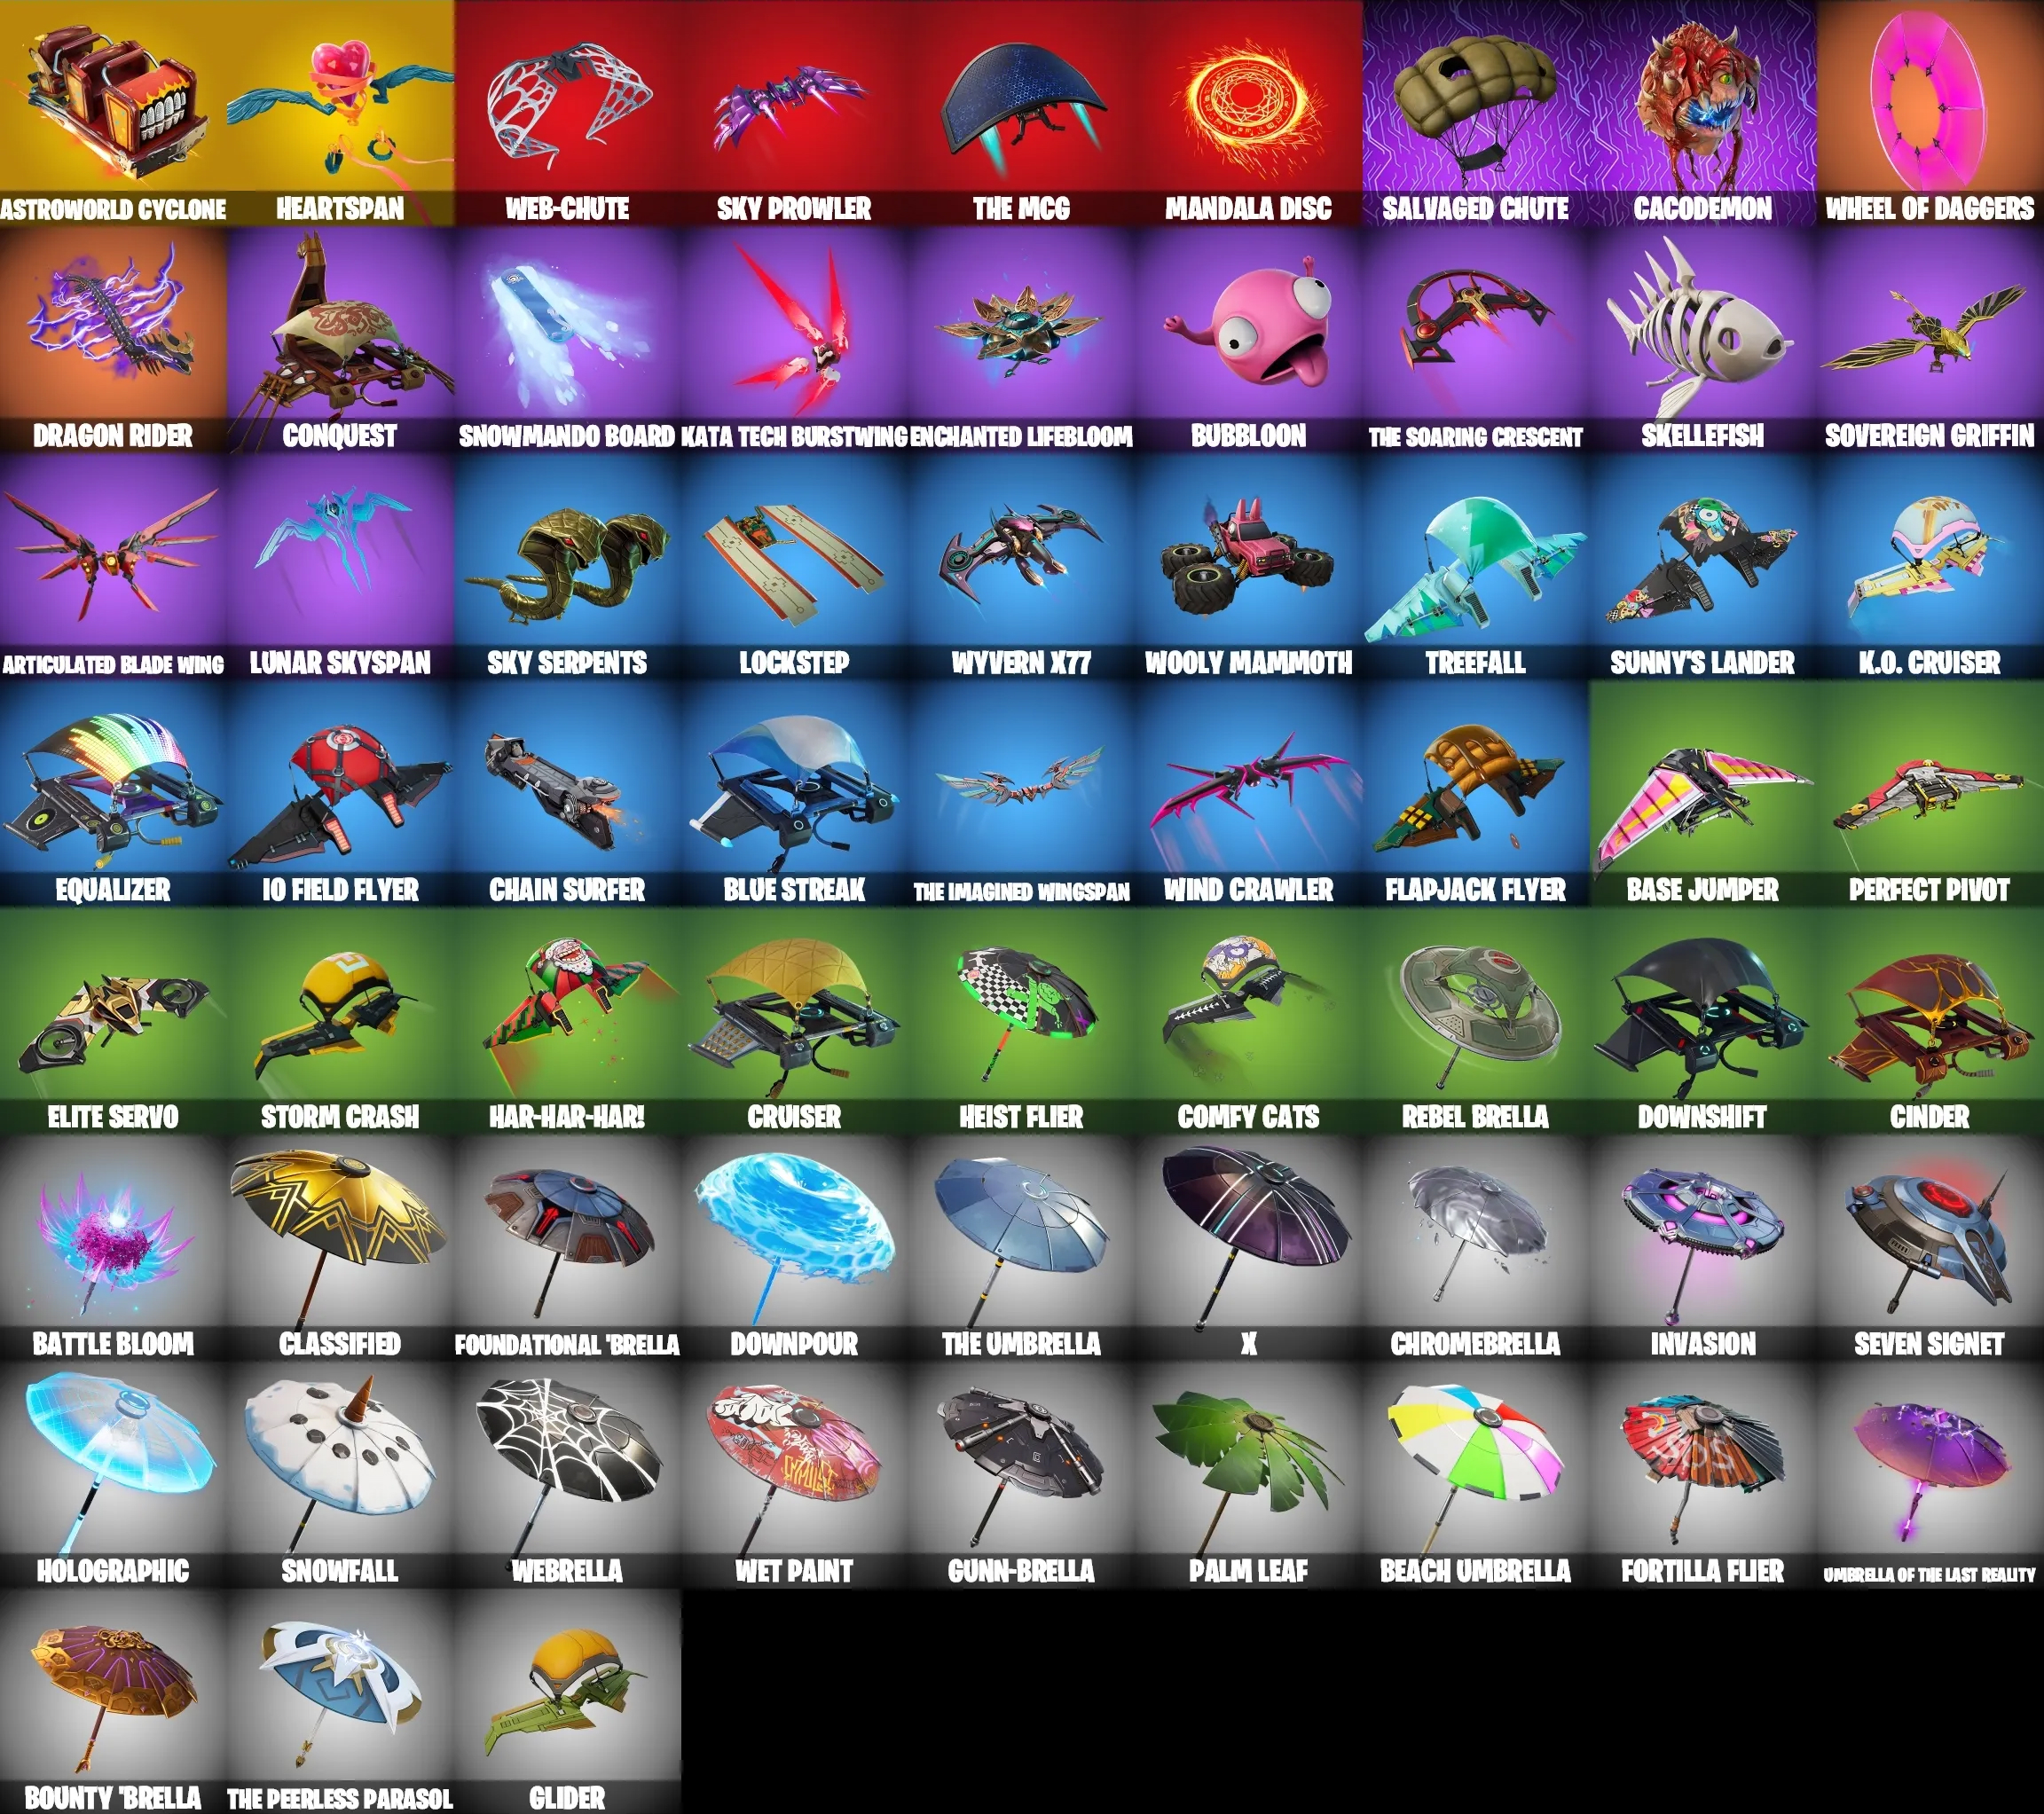 ASTROWORLD CYCLONE
HEARTSPAN
WEB-CHUTE
SKY PROWLER
THE MCG
MANDALA DISC
SALVAGED CHUTE
CACODEMON
WHEEL OF DAGGERS
DRAGON RIDER
CONQUEST
SNOWMANDO BOARD
KATA TECH BURSTWING
ENCHANTED LIFEBLOOM
BUBBLOON
THE SOARING CRESCENT
SKELLEFISH
SOVEREIGN GRIFFIN
ARTICULATED BLADE WING
LUNAR SKYSPAN
SKY SERPENTS
LOCKSTEP
WYVERN X77
WOOLY MAMMOTH
TREEFALL
SUNNY'S LANDER
K.O. CRUISER
EQUALIZER
IO FIELD FLYER
CHAIN SURFER
BLUE STREAK
THE IMAGINED WINGSPAN
WIND CRAWLER
FLAPJACK FLYER
BASE JUMPER
PERFECT PIVOT
ELITE SERVO
STORM CRASH
HAR-HAR-HAR!
CRUISER
HEIST FLIER
COMFY CATS
REBEL BRELLA
DOWNSHIFT
CINDER
BATTLE BLOOM
CLASSIFIED
FOUNDATIONAL 'BRELLA
DOWNPOUR
THE UMBRELLA
X
CHROMEBRELLA
INVASION
SEVEN SIGNET
HOLOGRAPHIC
SNOWFALL
WEBRELLA
WET PAINT
GUNN-BRELLA
PALM LEAF
BEACH UMBRELLA
SOS
FORTILLA FLIER
UMBRELLA OF THE LAST REALITY
BOUNTY 'BRELLA
THE PEERLESS PARASOL
GLIDER